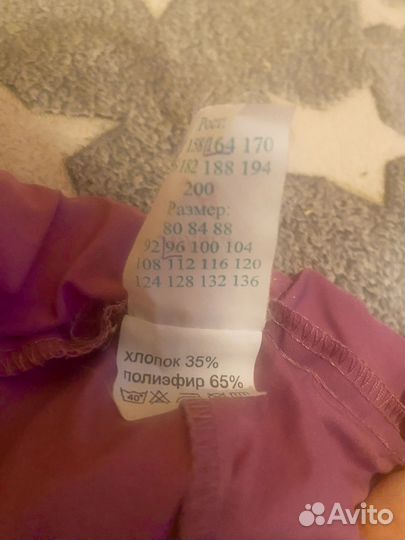 Рост:
158 164 170
182 188 194
200
Размер:
80 84 88
92 96 100 104
108 112 116 120
124 128 132 136
хлопок 35%
полиэфир 65%
40°
Avito